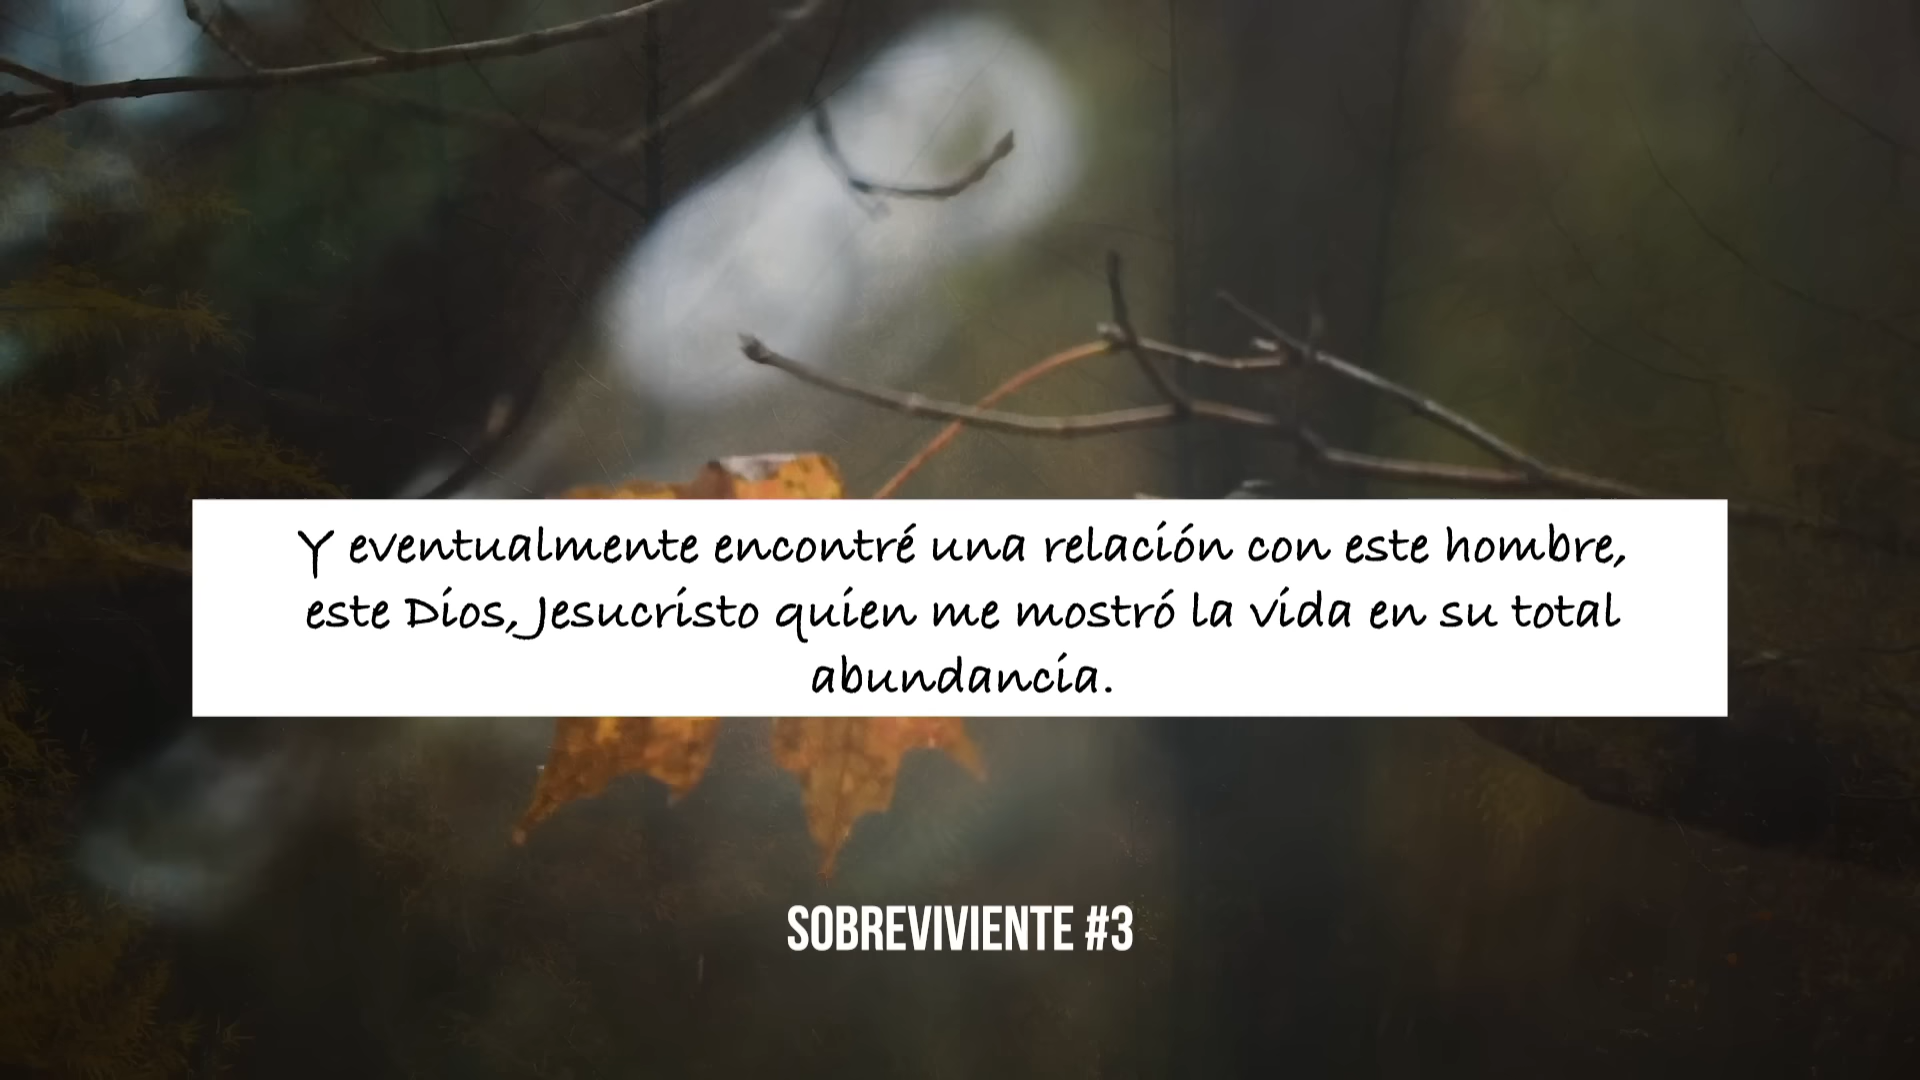 Y eventualmente encontré una relación con este hombre,
este Dios, Jesucristo quien me mostró la vida en su total
abundancia.
SOBREVIVIENTE #3